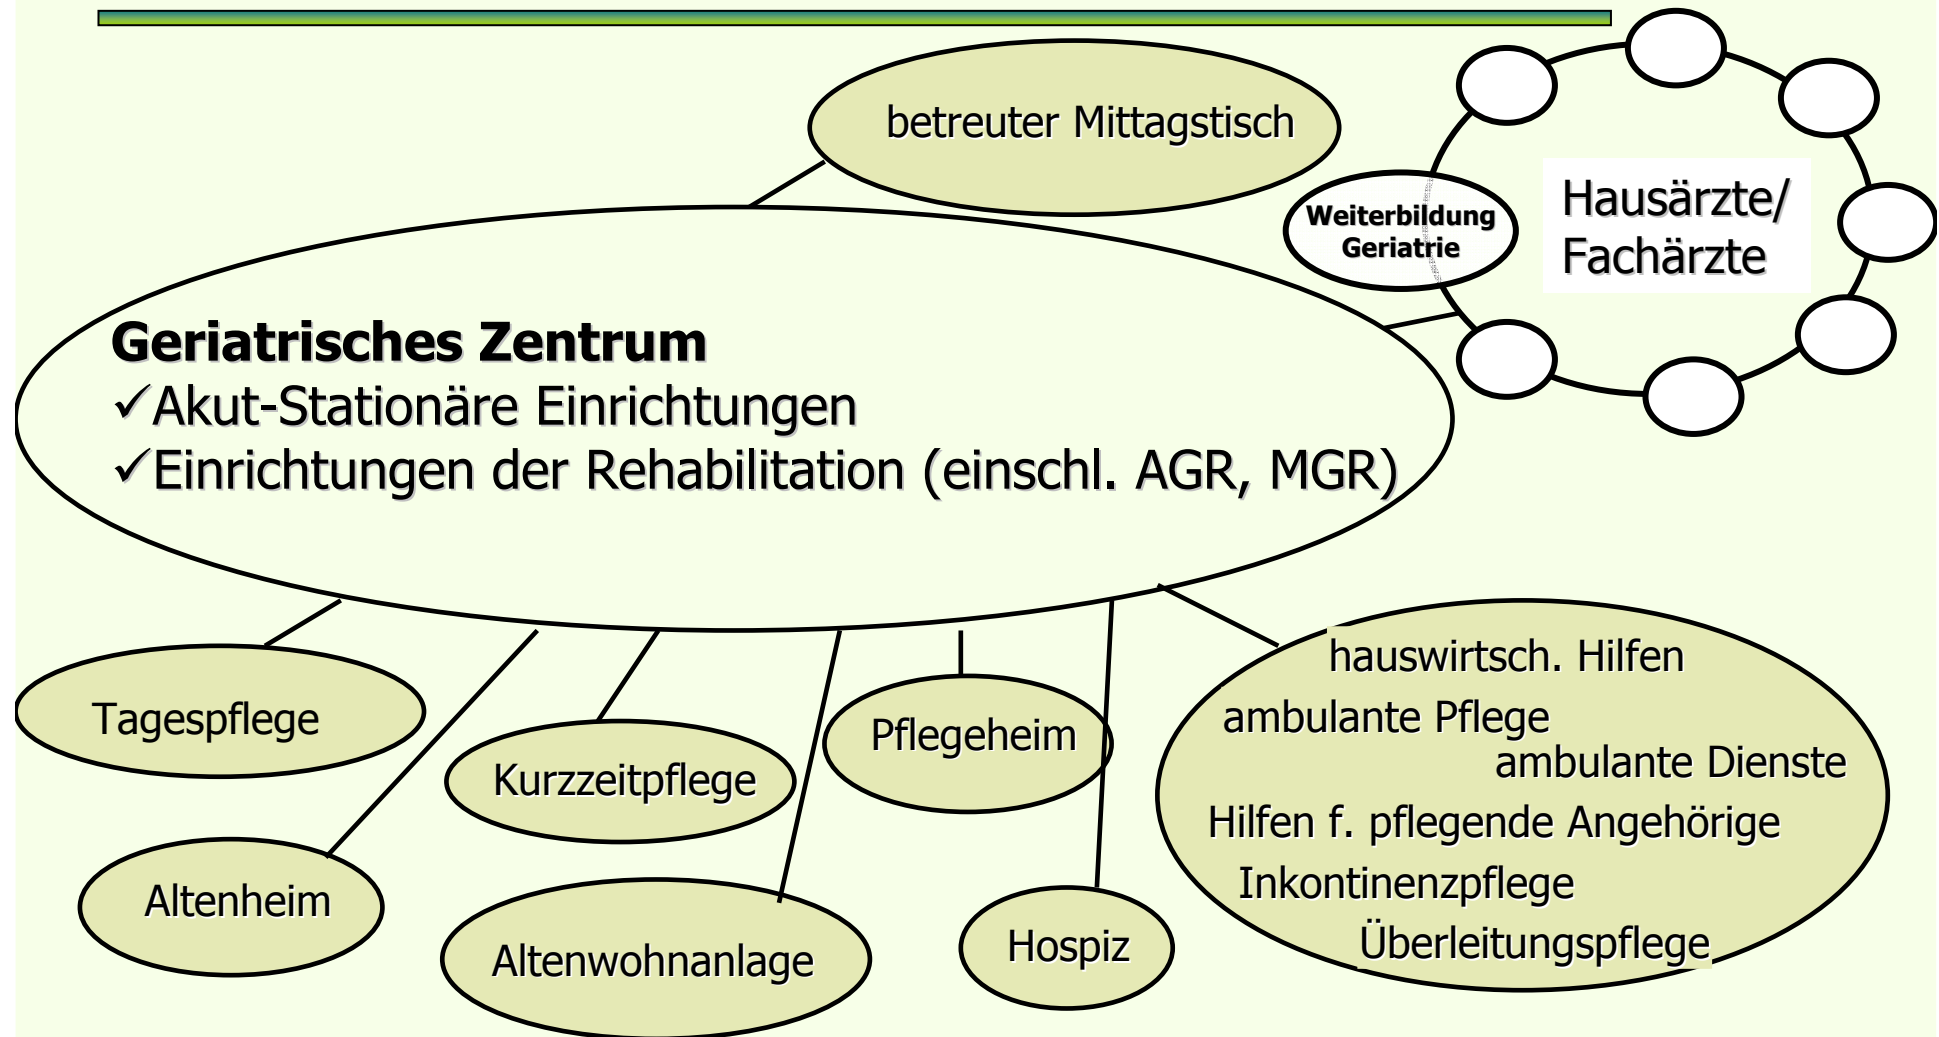 betreuter Mittagstisch
Weiterbildung
Geriatrie
Hausärzte/
Fachärzte
Geriatrisches Zentrum
✓Akut-Stationäre Einrichtungen
✓Einrichtungen der Rehabilitation (einschl. AGR, MGR)
Tagespflege
Kurzzeitpflege
Pflegeheim
Altenheim
Altenwohnanlage
Hospiz
hauswirtsch. Hilfen
ambulante Pflege
ambulante Dienste
Hilfen f. pflegende Angehörige
Inkontinenzpflege
Überleitungspflege